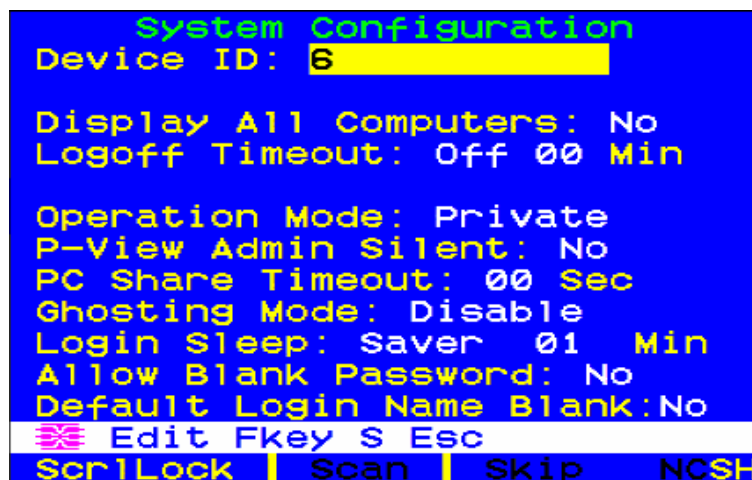 System Configuration
Device ID: 6
Display All Computers: No
Logoff Timeout: Off 00 Min
Operation Mode: Private
P-View Admin Silent: No
PC Share Timeout: 00 Sec
Ghosting Mode: Disable
Login Sleep: Saver 01 Min
Allow Blank Password: No
Default Login Name Blank:No
Edit Fkey S Esc
ScrlLock Scan Skip NCSH